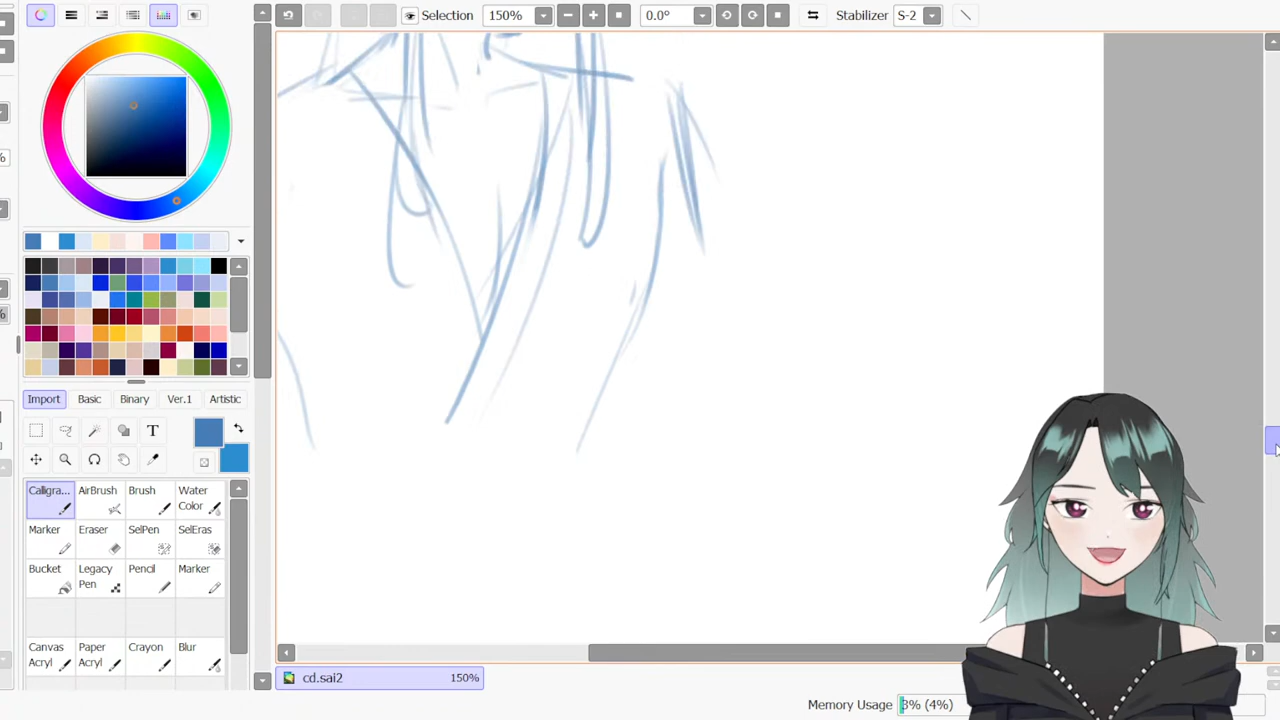 Selection 150% 0.0° Stabilizer S-2
%
%
Import Basic Binary Ver.1 Artistic
T
Calligra... AirBrush Brush Water Color
Marker Eraser SelPen SelEras
Bucket Legacy Pen Pencil Marker
Canvas Acryl Paper Acryl Crayon Blur
cd.sai2 150%
Memory Usage 3% (4%)